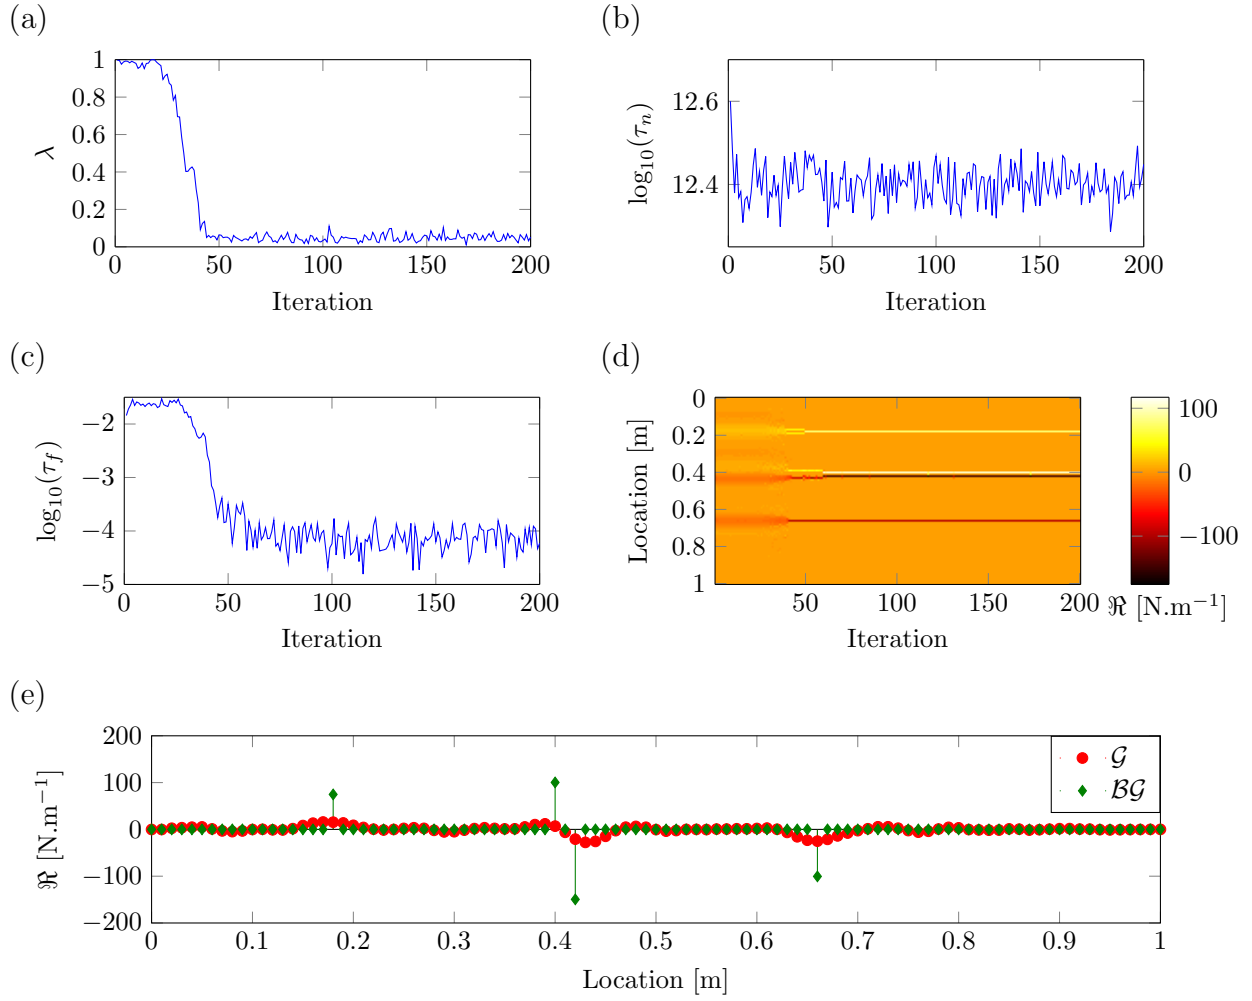 (a)
1
0.8
0.6
0.4
0.2
0
λ
0 50 100 150 200
Iteration
(b)
12.6
12.4
log₁₀(τₙ)
0 50 100 150 200
Iteration
(c)
−2
−3
−4
−5
log₁₀(τ_f)
0 50 100 150 200
Iteration
(d)
0
0.2
0.4
0.6
0.8
1
Location [m]
50 100 150 200
Iteration
100
0
−100
ℜ [N.m⁻¹]
(e)
200
100
0
−100
−200
ℜ [N.m⁻¹]
𝒢
ℬ𝒢
0 0.1 0.2 0.3 0.4 0.5 0.6 0.7 0.8 0.9 1
Location [m]